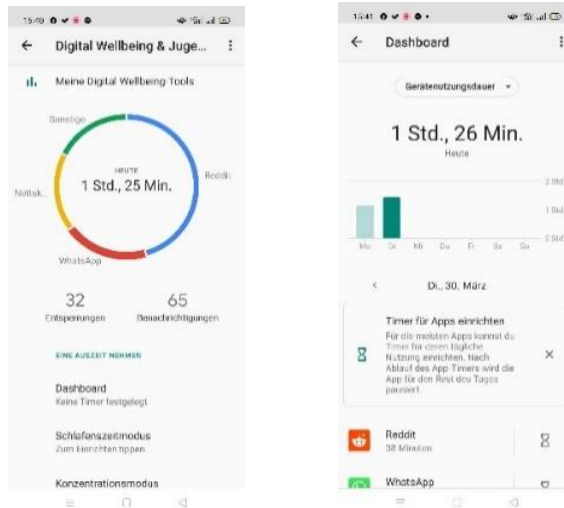 15:40
Digital Wellbeing & Juge...
Meine Digital Wellbeing Tools
Sonstige
HEUTE
1 Std., 25 Min.
Reddit
WhatsApp
32
Entsperrungen
65
Benachrichtigungen
EINE AUSZEIT NEHMEN
Dashboard
Keine Timer festgelegt
Schlafenszeitmodus
Zum Einrichten tippen
Konzentrationsmodus
15:41
Dashboard
Gerätenutzungsdauer
1 Std., 26 Min.
Heute
2 Std.
1 Std.
0 Std.
Mo Di Mi Do Fr Sa So
Di., 30. März
Timer für Apps einrichten
Für die meisten Apps kannst du
Timer für deren tägliche
Nutzung einrichten. Nach
Ablauf des App Timers wird die
App für den Rest des Tages
pausiert.
Reddit
38 Minuten
WhatsApp